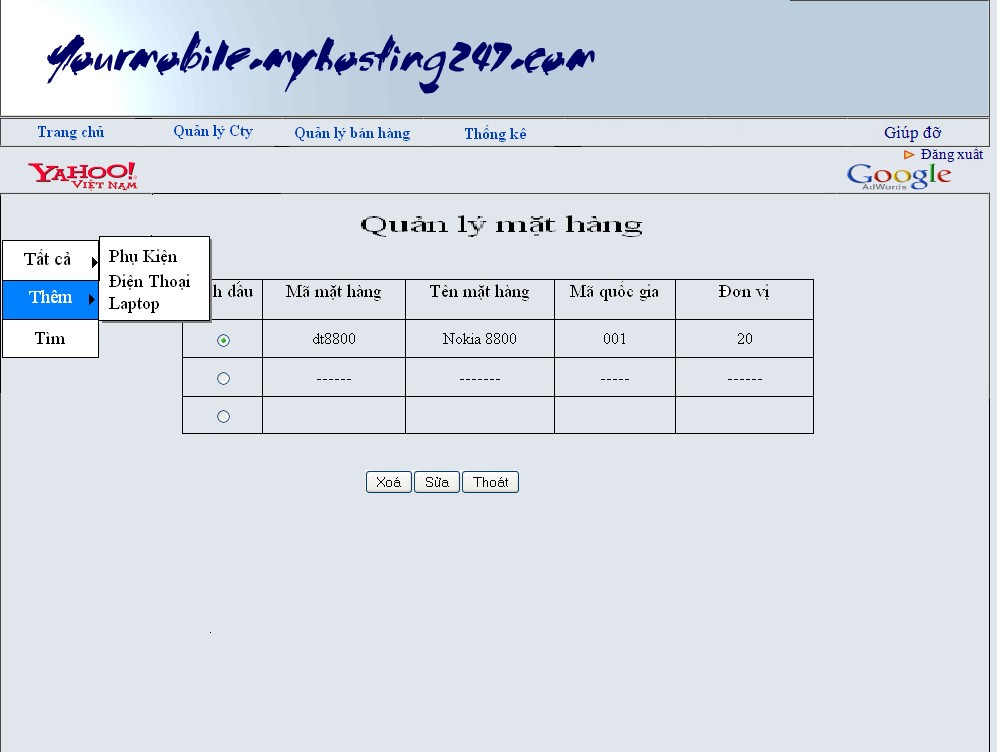 Yourmobile.myhosting247.com
Trang chủ Quản lý Cty Quản lý bán hàng Thống kê Giúp đỡ
Đăng xuất
YAHOO!
VIỆT NAM
Google
AdWords
Quản lý mặt hàng
Tất cả
Thêm
Tìm
Phụ Kiện
Điện Thoại
Laptop
h dấu Mã mặt hàng Tên mặt hàng Mã quốc gia Đơn vị
dt8800 Nokia 8800 001 20
------ ------- ----- ------
Xoá Sửa Thoát